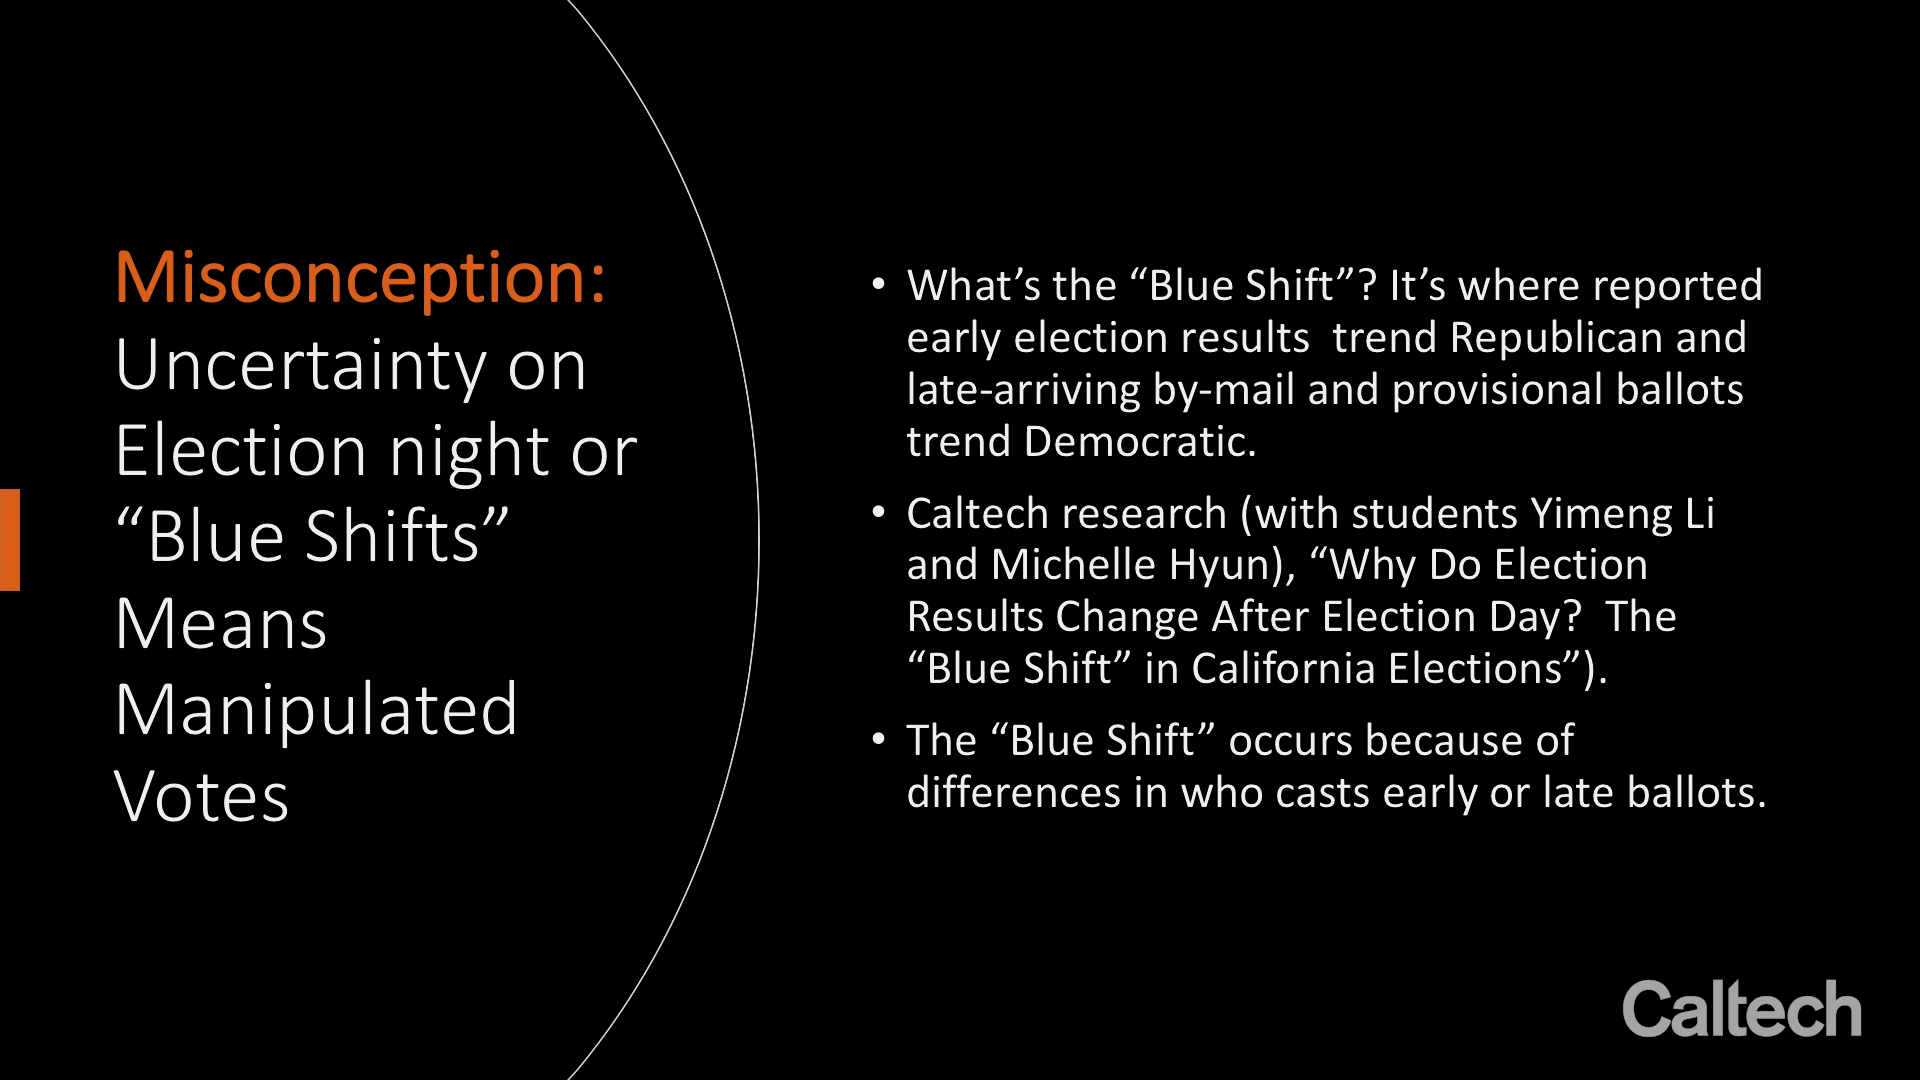 Misconception:
Uncertainty on
Election night or
“Blue Shifts”
Means
Manipulated
Votes
• What’s the “Blue Shift”? It’s where reported
early election results  trend Republican and
late-arriving by-mail and provisional ballots
trend Democratic.
• Caltech research (with students Yimeng Li
and Michelle Hyun), “Why Do Election
Results Change After Election Day?  The
“Blue Shift” in California Elections”).
• The “Blue Shift” occurs because of
differences in who casts early or late ballots.
Caltech